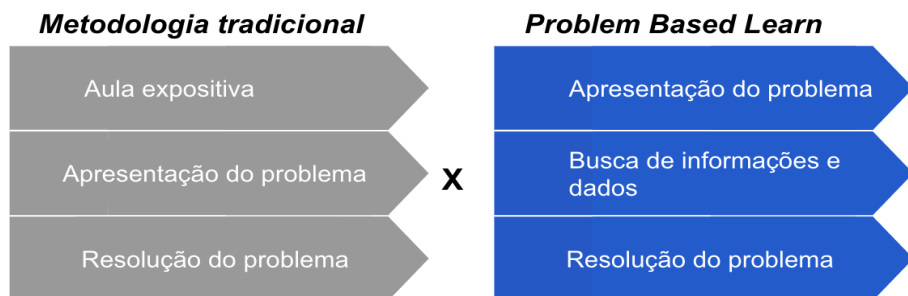 Metodologia tradicional
Aula expositiva
Apresentação do problema
Resolução do problema
X
Problem Based Learn
Apresentação do problema
Busca de informações e
dados
Resolução do problema